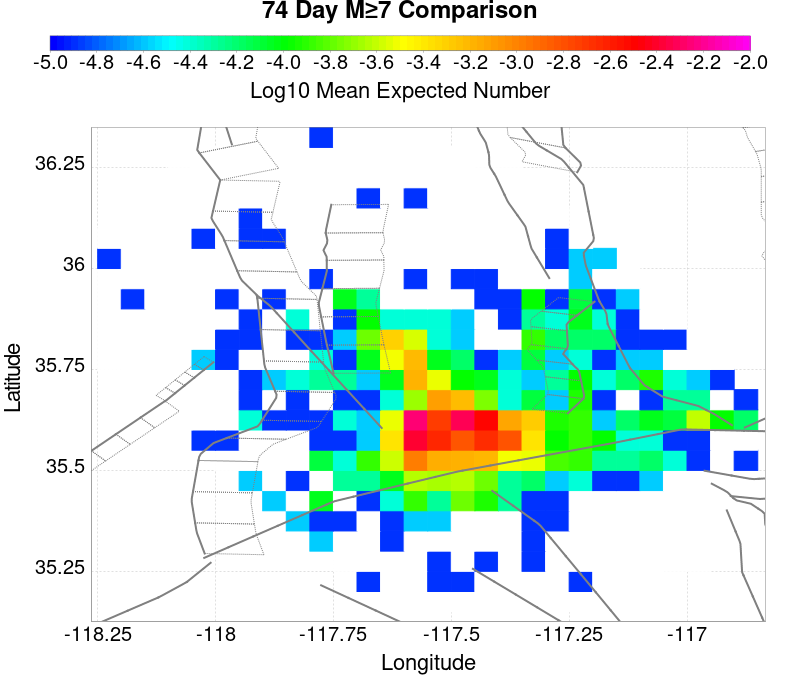 74 Day M≥7 Comparison
-5.0 -4.8 -4.6 -4.4 -4.2 -4.0 -3.8 -3.6 -3.4 -3.2 -3.0 -2.8 -2.6 -2.4 -2.2 -2.0
Log10 Mean Expected Number
36.25
36
35.75
35.5
35.25
Latitude
-118.25 -118 -117.75 -117.5 -117.25 -117
Longitude